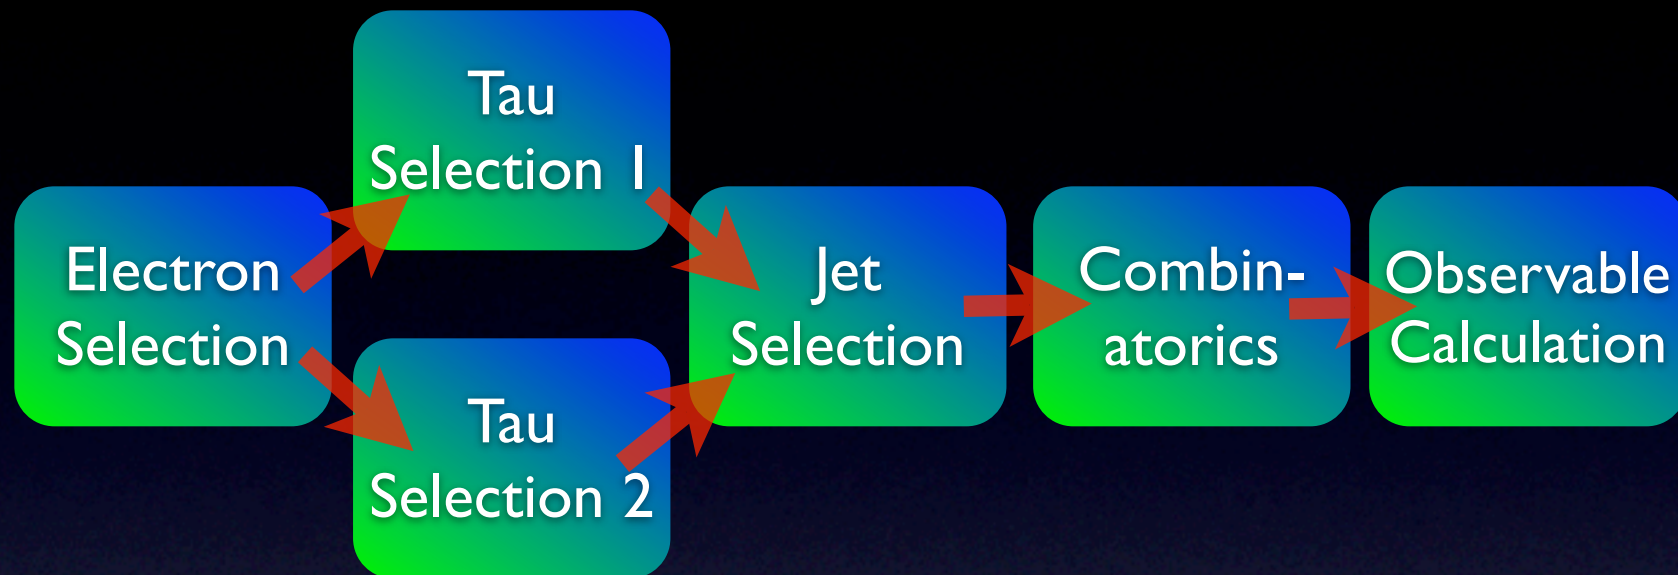 Electron
Selection
Tau
Selection 1
Tau
Selection 2
Jet
Selection
Combin-
atorics
Observable
Calculation